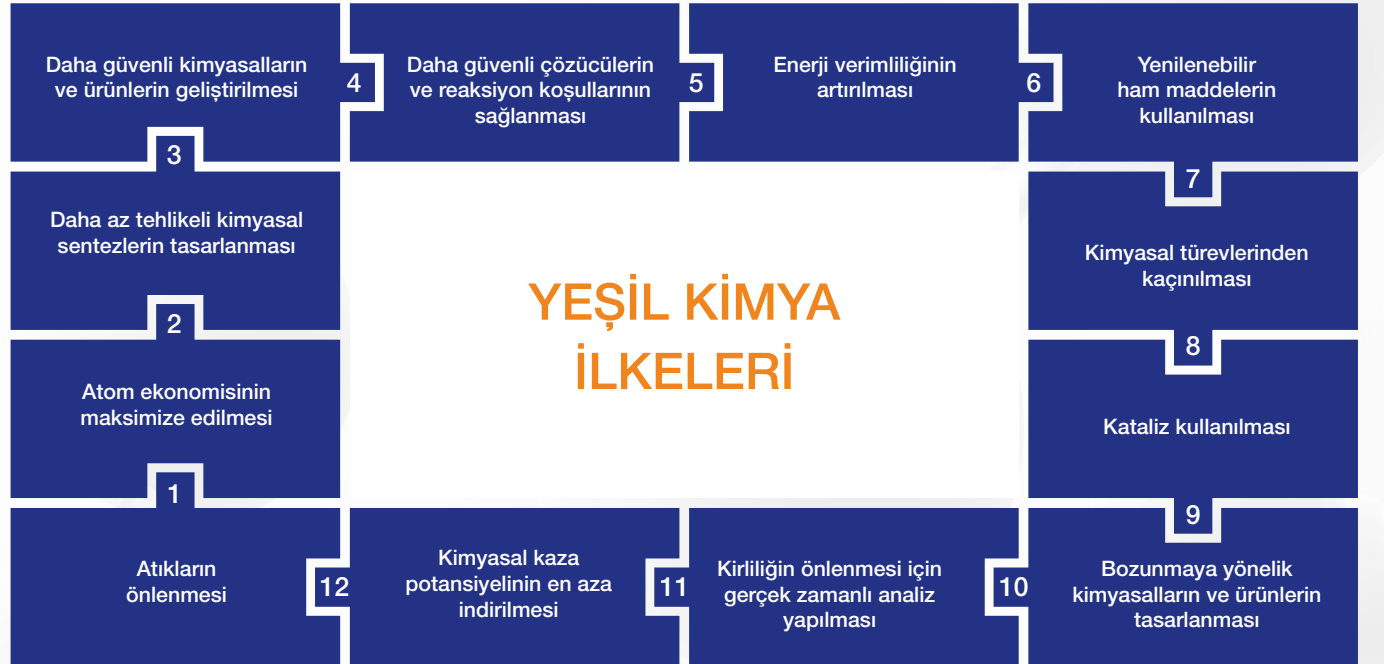 Daha güvenli kimyasalların
ve ürünlerin geliştirilmesi
4
Daha güvenli çözücülerin
ve reaksiyon koşullarının
sağlanması
5
Enerji verimliliğinin
artırılması
6
Yenilenebilir
ham maddelerin
kullanılması
3
7
Daha az tehlikeli kimyasal
sentezlerin tasarlanması
Kimyasal türevlerinden
kaçınılması
YEŞİL KİMYA
İLKELERİ
2
8
Atom ekonomisinin
maksimize edilmesi
Kataliz kullanılması
1
9
Atıkların
önlenmesi
12
Kimyasal kaza
potansiyelinin en aza
indirilmesi
11
Kirliliğin önlenmesi için
gerçek zamanlı analiz
yapılması
10
Bozunmaya yönelik
kimyasalların ve ürünlerin
tasarlanması